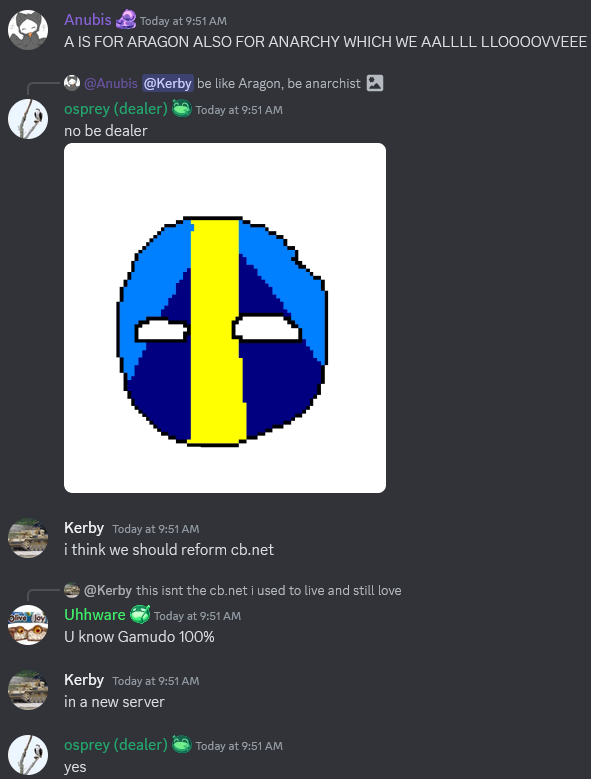 Anubis Today at 9:51 AM
A IS FOR ARAGON ALSO FOR ANARCHY WHICH WE AALLLL LLOOOOVVEEE
@Anubis @Kerby be like Aragon, be anarchist
osprey (dealer) Today at 9:51 AM
no be dealer
Kerby Today at 9:51 AM
i think we should reform cb.net
@Kerby this isnt the cb.net i used to live and still love
Uhhware Today at 9:51 AM
U know Gamudo 100%
Kerby Today at 9:51 AM
in a new server
osprey (dealer) Today at 9:51 AM
yes